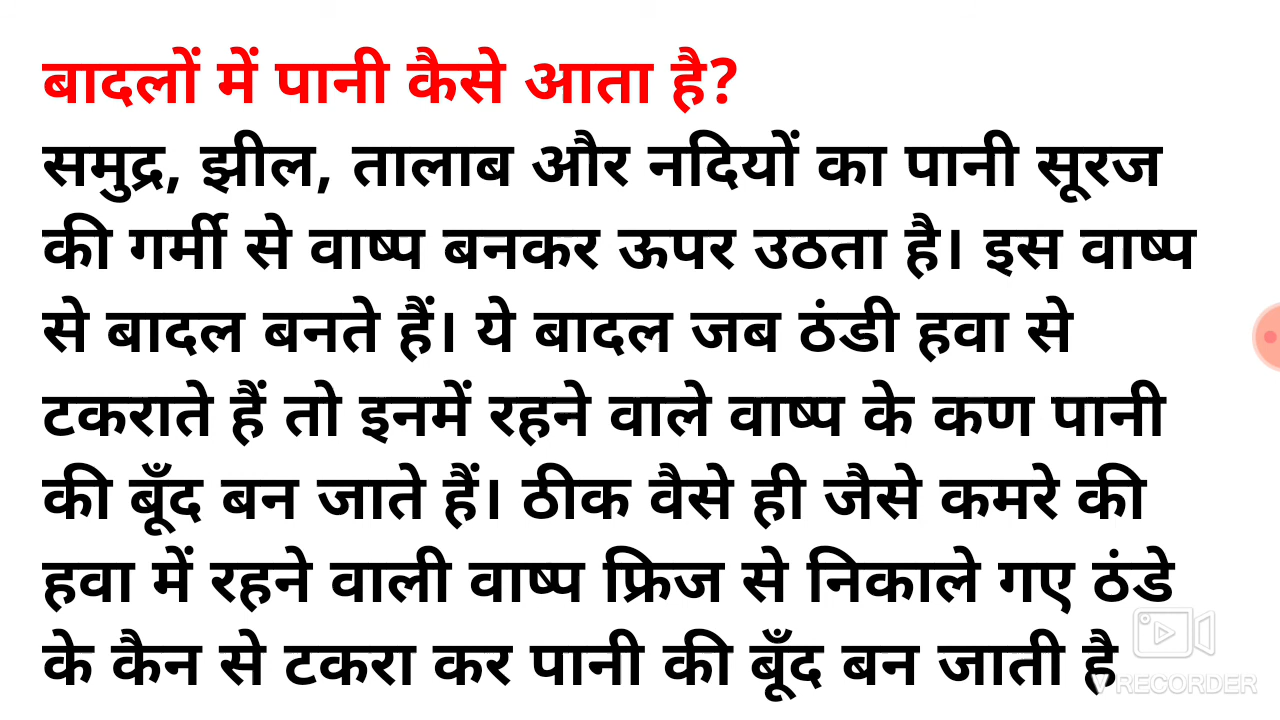 बादलों में पानी कैसे आता है?
समुद्र, झील, तालाब और नदियों का पानी सूरज
की गर्मी से वाष्प बनकर ऊपर उठता है। इस वाष्प
से बादल बनते हैं। ये बादल जब ठंडी हवा से
टकराते हैं तो इनमें रहने वाले वाष्प के कण पानी
की बूँद बन जाते हैं। ठीक वैसे ही जैसे कमरे की
हवा में रहने वाली वाष्प फ्रिज से निकाले गए ठंडे
के कैन से टकरा कर पानी की बूँद बन जाती है
V RECORDER